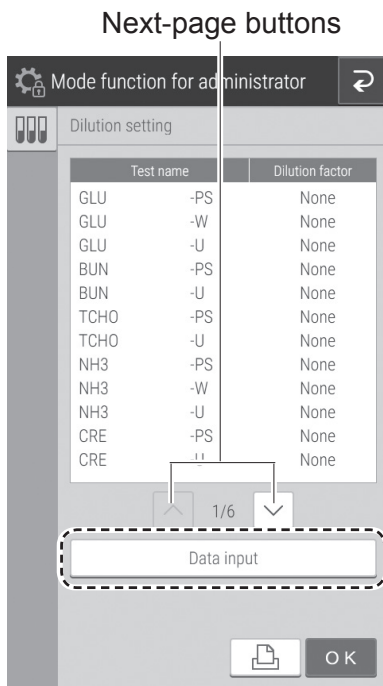 Next-page buttons
Mode function for administrator
Dilution setting
Test name Dilution factor
GLU -PS None
GLU -W None
GLU -U None
BUN -PS None
BUN -U None
TCHO -PS None
TCHO -U None
NH3 -PS None
NH3 -W None
NH3 -U None
CRE -PS None
CRE -U None
1/6
Data input
OK